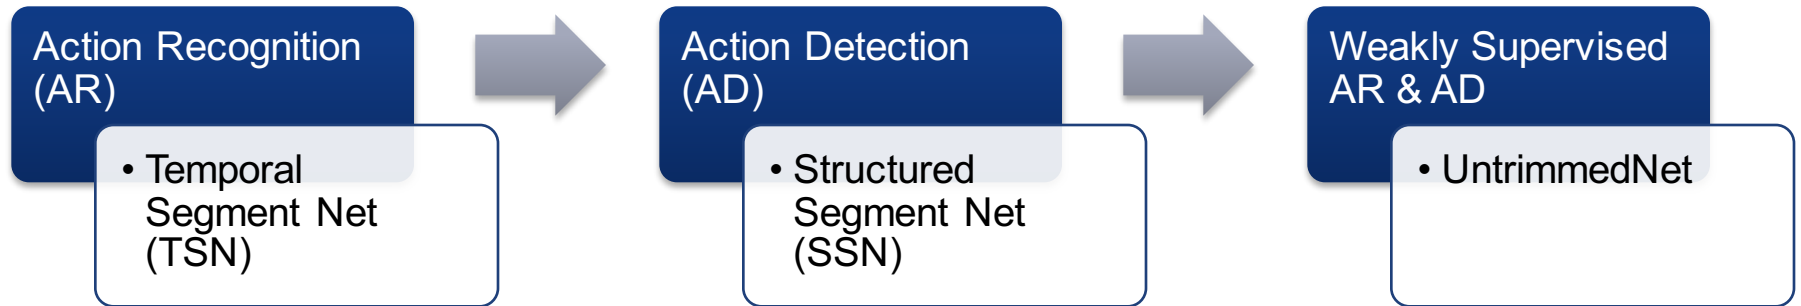 Action Recognition
(AR)
• Temporal
Segment Net
(TSN)
Action Detection
(AD)
• Structured
Segment Net
(SSN)
Weakly Supervised
AR & AD
• UntrimmedNet